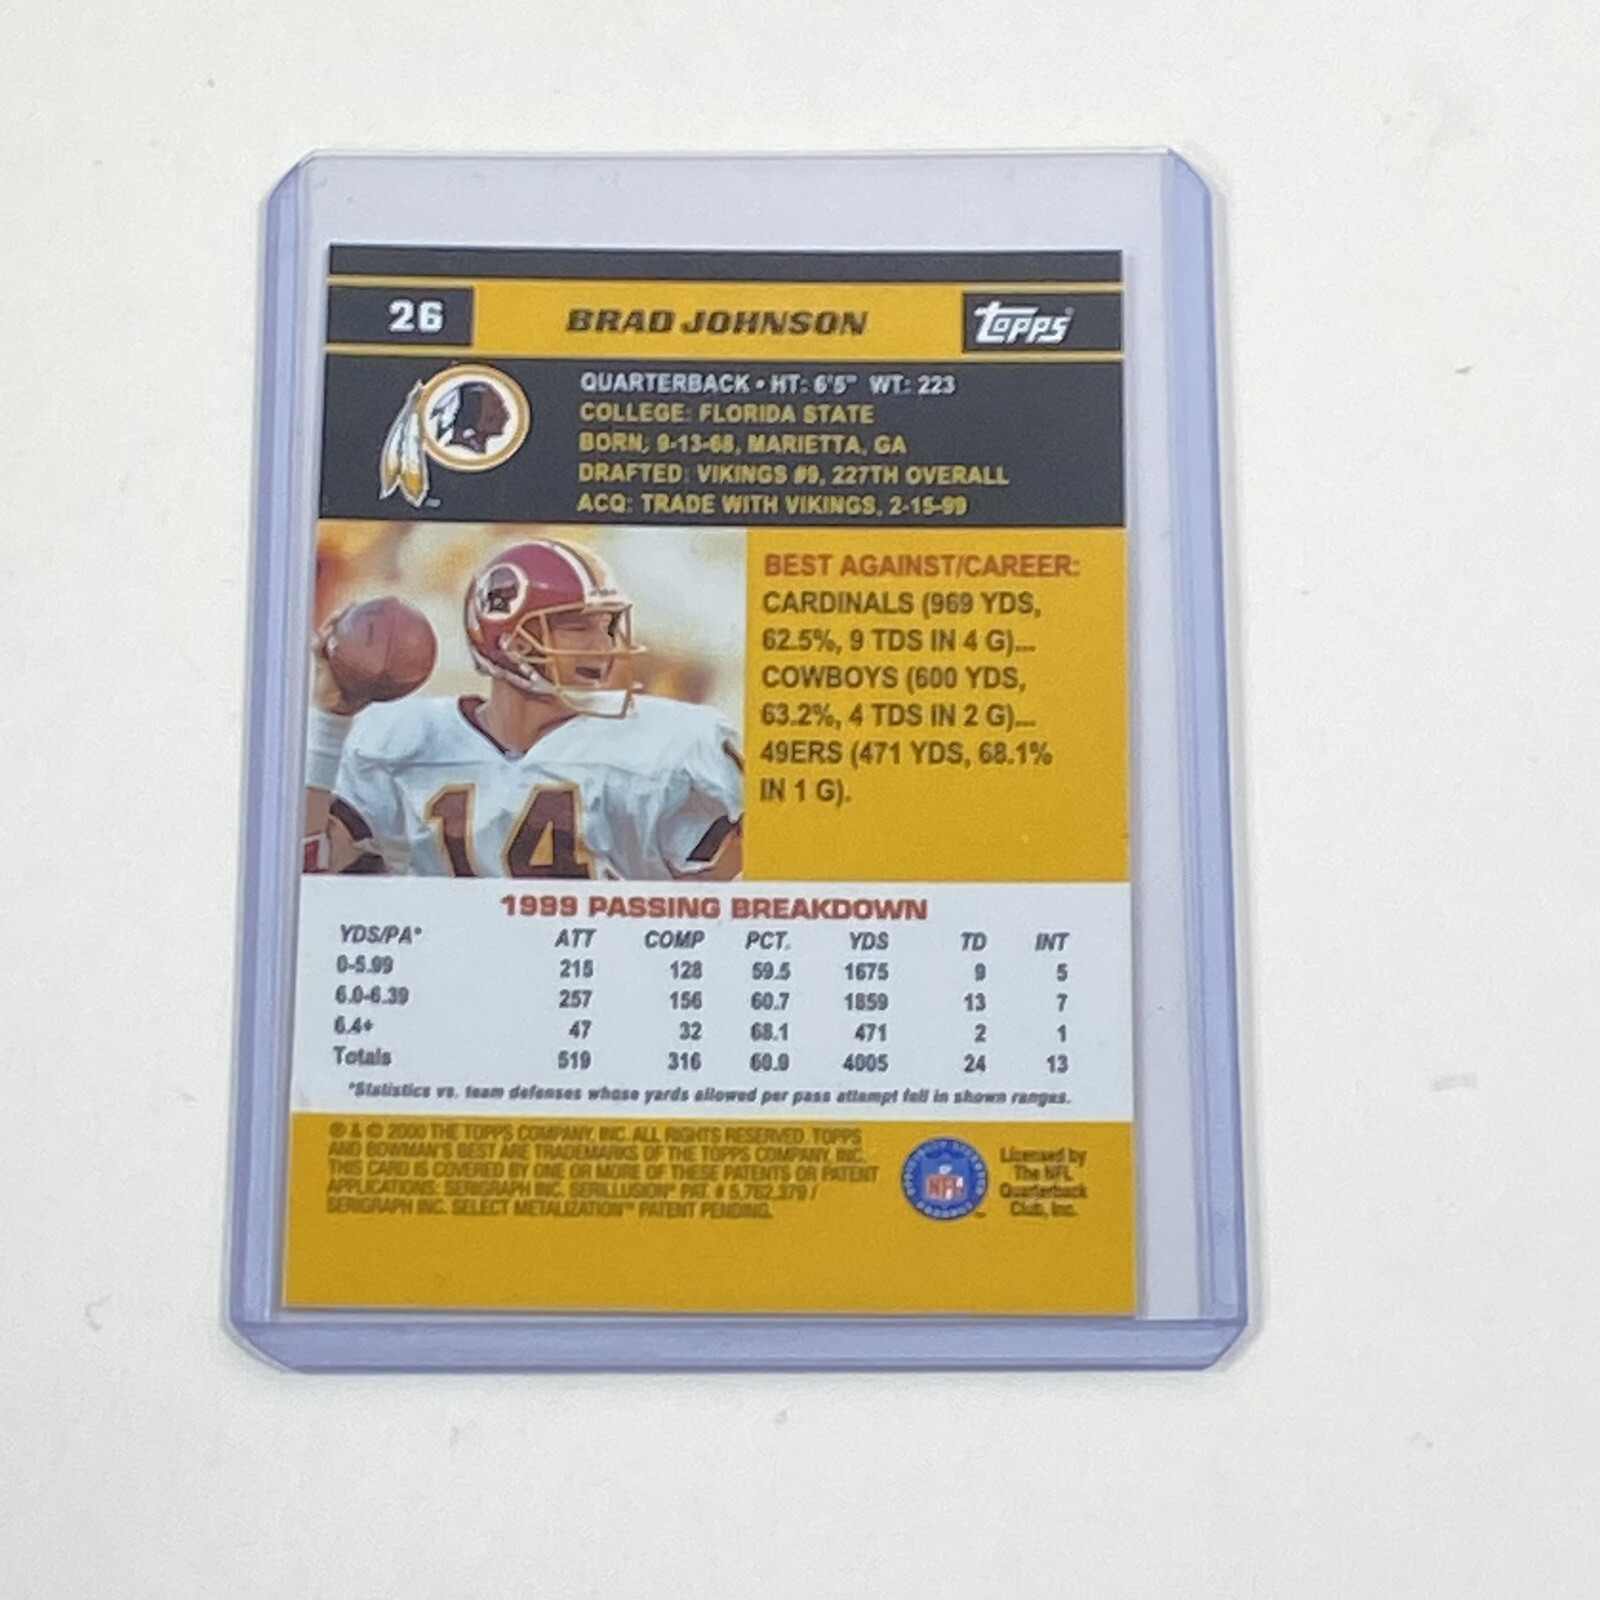 26 BRAD JOHNSON Topps
QUARTERBACK • HT: 6'5" WT: 223
COLLEGE: FLORIDA STATE
BORN: 9-13-68, MARIETTA, GA
DRAFTED: VIKINGS #9, 227TH OVERALL
ACQ: TRADE WITH VIKINGS, 2-15-99
BEST AGAINST/CAREER:
CARDINALS (969 YDS,
62.5%, 9 TDS IN 4 G)...
COWBOYS (600 YDS,
63.2%, 4 TDS IN 2 G)...
49ERS (471 YDS, 68.1%
IN 1 G).
14
1999 PASSING BREAKDOWN
YDS/PA* ATT COMP PCT. YDS TD INT
0-5.99 215 128 59.5 1675 9 5
6.0-6.39 257 156 60.7 1859 13 7
6.4+ 47 32 68.1 471 2 1
Totals 519 316 60.9 4005 24 13
*Statistics vs. team defenses whose yards allowed per pass attempt fall in shown ranges.
® & © 2000 THE TOPPS COMPANY, INC. ALL RIGHTS RESERVED. TOPPS
AND BOWMAN'S BEST ARE TRADEMARKS OF THE TOPPS COMPANY, INC.
THIS CARD IS COVERED BY ONE OR MORE OF THESE PATENTS OR PATENT
APPLICATIONS: SERIGRAPH INC. SERILLUSION® PAT. # 5,762,379 /
SERIGRAPH INC. SELECT METALIZATION™ PATENT PENDING.
NFL
Licensed by
The NFL
Quarterback
Club, Inc.